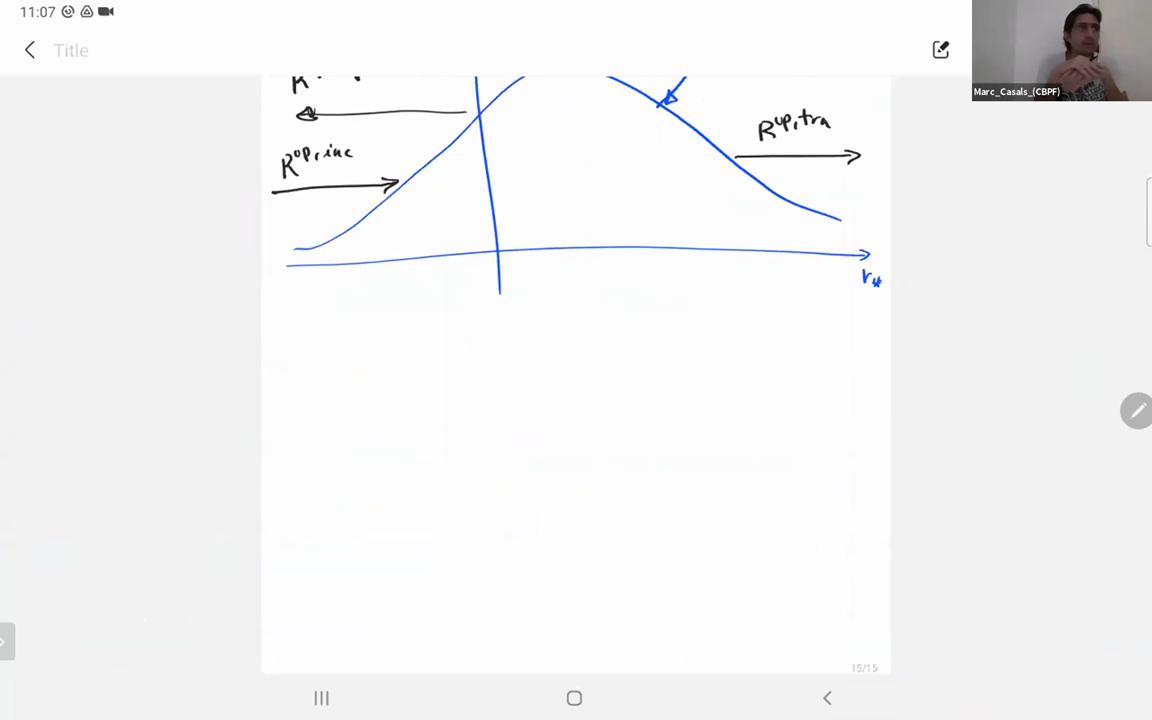 11:07
Title
Marc_Casals_(CBPF)
R^up,tra
R^up,inc
r_*
15/15